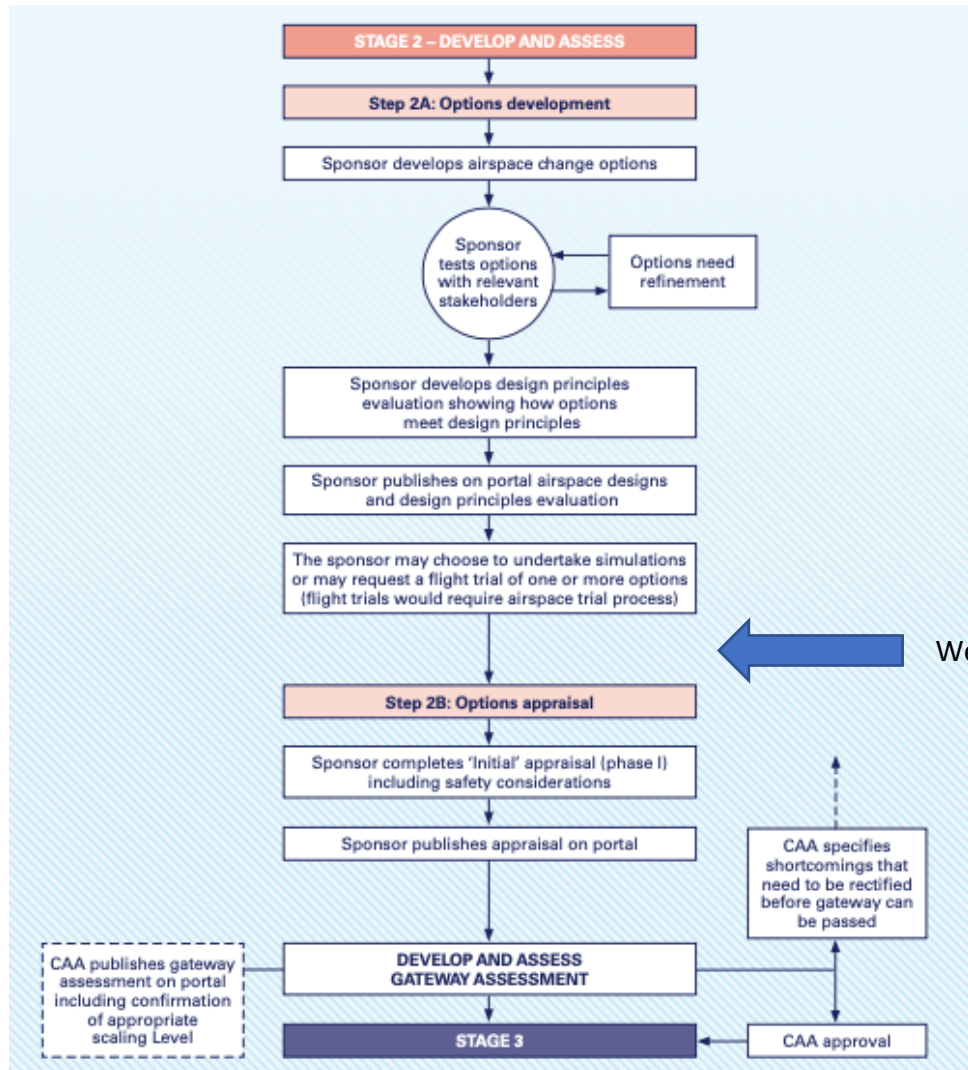 STAGE 2 – DEVELOP AND ASSESS
Step 2A: Options development
Sponsor develops airspace change options
Sponsor
tests options
with relevant
stakeholders
Options need
refinement
Sponsor develops design principles
evaluation showing how options
meet design principles
Sponsor publishes on portal airspace designs
and design principles evaluation
The sponsor may choose to undertake simulations
or may request a flight trial of one or more options
(flight trials would require airspace trial process)
We
Step 2B: Options appraisal
Sponsor completes ‘Initial’ appraisal (phase I)
including safety considerations
Sponsor publishes appraisal on portal
CAA specifies
shortcomings that
need to be rectified
before gateway can
be passed
CAA publishes gateway
assessment on portal
including confirmation
of appropriate
scaling Level
DEVELOP AND ASSESS
GATEWAY ASSESSMENT
STAGE 3
CAA approval